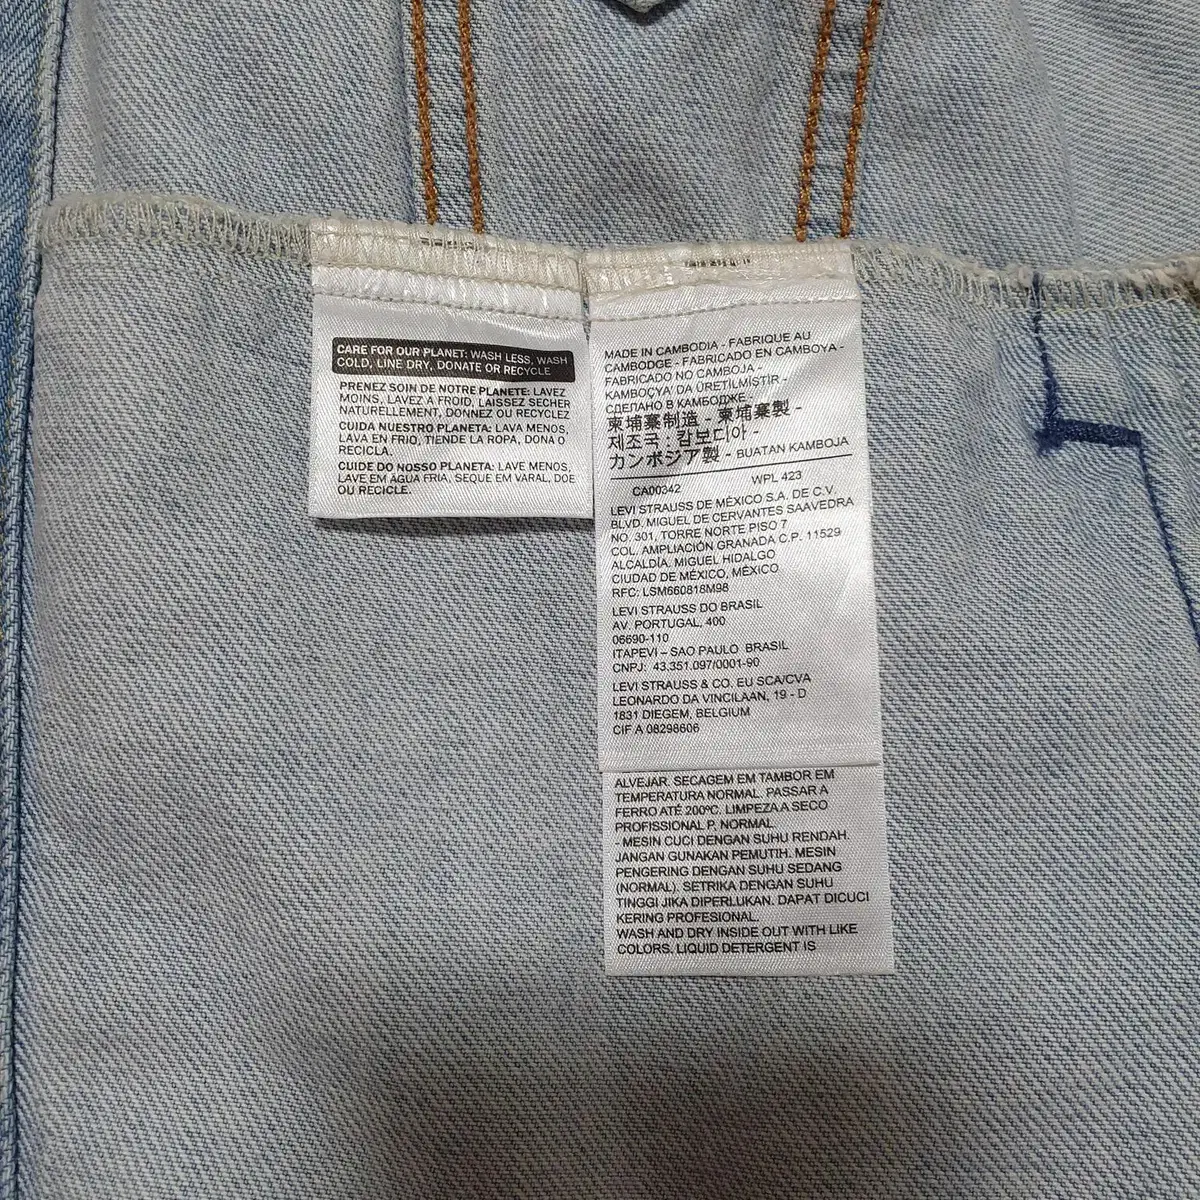 CARE FOR OUR PLANET: WASH LESS, WASH
COLD, LINE DRY, DONATE OR RECYCLE
PRENEZ SOIN DE NOTRE PLANETE: LAVEZ
MOINS, LAVEZ A FROID, LAISSEZ SECHER
NATURELLEMENT, DONNEZ OU RECYCLEZ
CUIDA NUESTRO PLANETA: LAVA MENOS,
LAVA EN FRIO, TIENDE LA ROPA, DONA O
RECICLA.
CUIDE DO NOSSO PLANETA: LAVE MENOS,
LAVE EM ÁGUA FRIA, SEQUE EM VARAL, DOE
OU RECICLE.
MADE IN CAMBODIA - FABRIQUE AU
CAMBODGE - FABRICADO EN CAMBOYA -
FABRICADO NO CAMBOJA -
KAMBOÇYA' DA ÜRETILMİŞTIR -
СДЕЛАНО В КАМБОДЖЕ -
柬埔寨制造 - 柬埔寨製 -
제조국 : 캄보디아 -
カンボジア製 - BUATAN KAMBOJA
CA00342 WPL 423
LEVI STRAUSS DE MÉXICO S.A. DE C.V.
BLVD. MIGUEL DE CERVANTES SAAVEDRA
NO. 301, TORRE NORTE PISO 7
COL. AMPLIACIÓN GRANADA C.P. 11529
ALCALDÍA. MIGUEL HIDALGO
CIUDAD DE MÉXICO, MÉXICO
RFC: LSM660818M98
LEVI STRAUSS DO BRASIL
AV. PORTUGAL, 400
06690-110
ITAPEVI – SAO PAULO BRASIL
CNPJ: 43.351.097/0001-90
LEVI STRAUSS & CO. EU SCA/CVA
LEONARDO DA VINCILAAN, 19 - D
1831 DIEGEM, BELGIUM
CIF A 08298606
ALVEJAR. SECAGEM EM TAMBOR EM
TEMPERATURA NORMAL. PASSAR A
FERRO ATÉ 200ºC. LIMPEZA A SECO
PROFISSIONAL P, NORMAL
- MESIN CUCI DENGAN SUHU RENDAH.
JANGAN GUNAKAN PEMUTIH. MESIN
PENGERING DENGAN SUHU SEDANG
(NORMAL). SETRIKA DENGAN SUHU
TINGGI JIKA DIPERLUKAN. DAPAT DICUCI
KERING PROFESIONAL.
WASH AND DRY INSIDE OUT WITH LIKE
COLORS. LIQUID DETERGENT IS